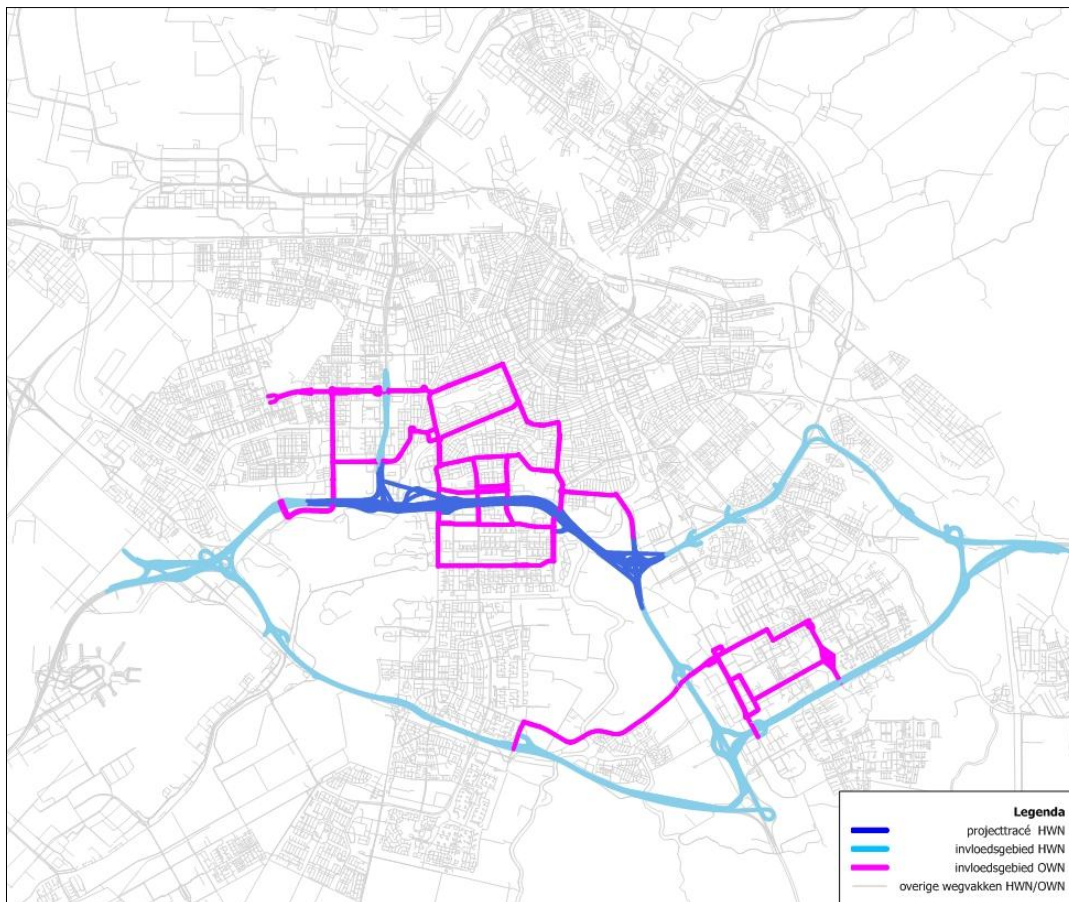 Legenda
projecttracé HWN
invloedsgebied HWN
invloedsgebied OWN
overige wegvakken HWN/OWN